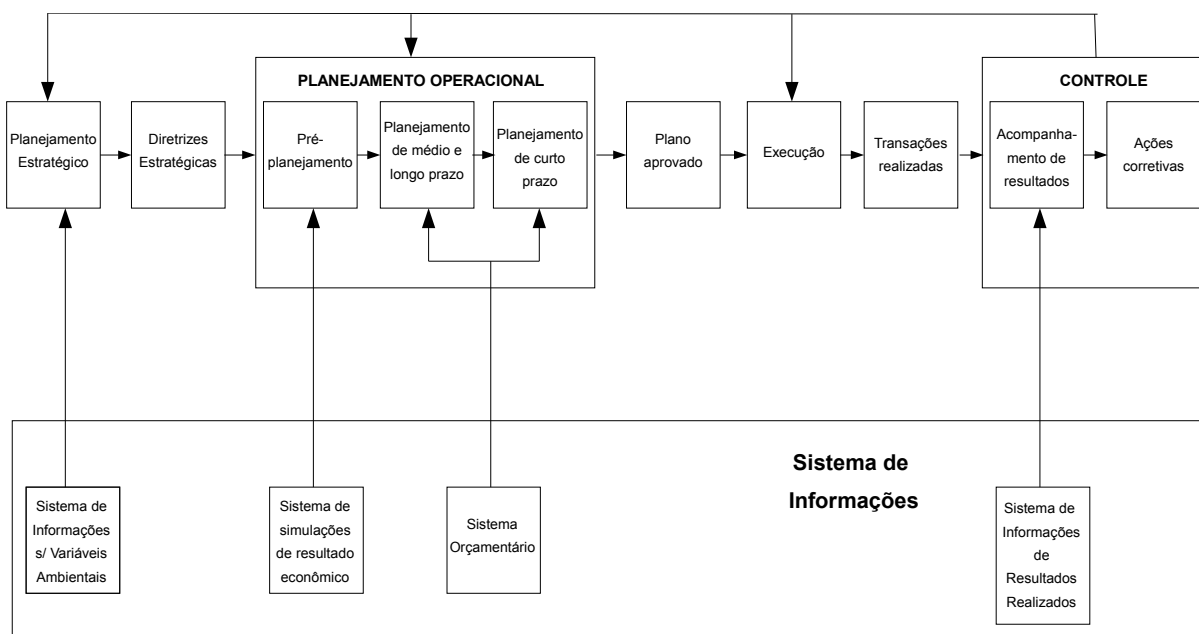 PLANEJAMENTO OPERACIONAL
CONTROLE
Planejamento
Estratégico
Diretrizes
Estratégicas
Pré-
planejamento
Planejamento
de médio e
longo prazo
Planejamento
de curto
prazo
Plano
aprovado
Execução
Transações
realizadas
Acompanha-
mento de
resultados
Ações
corretivas
Sistema de
Informações
Sistema de
Informações
s/ Variáveis
Ambientais
Sistema de
simulações
de resultado
econômico
Sistema
Orçamentário
Sistema de
Informações
de
Resultados
Realizados